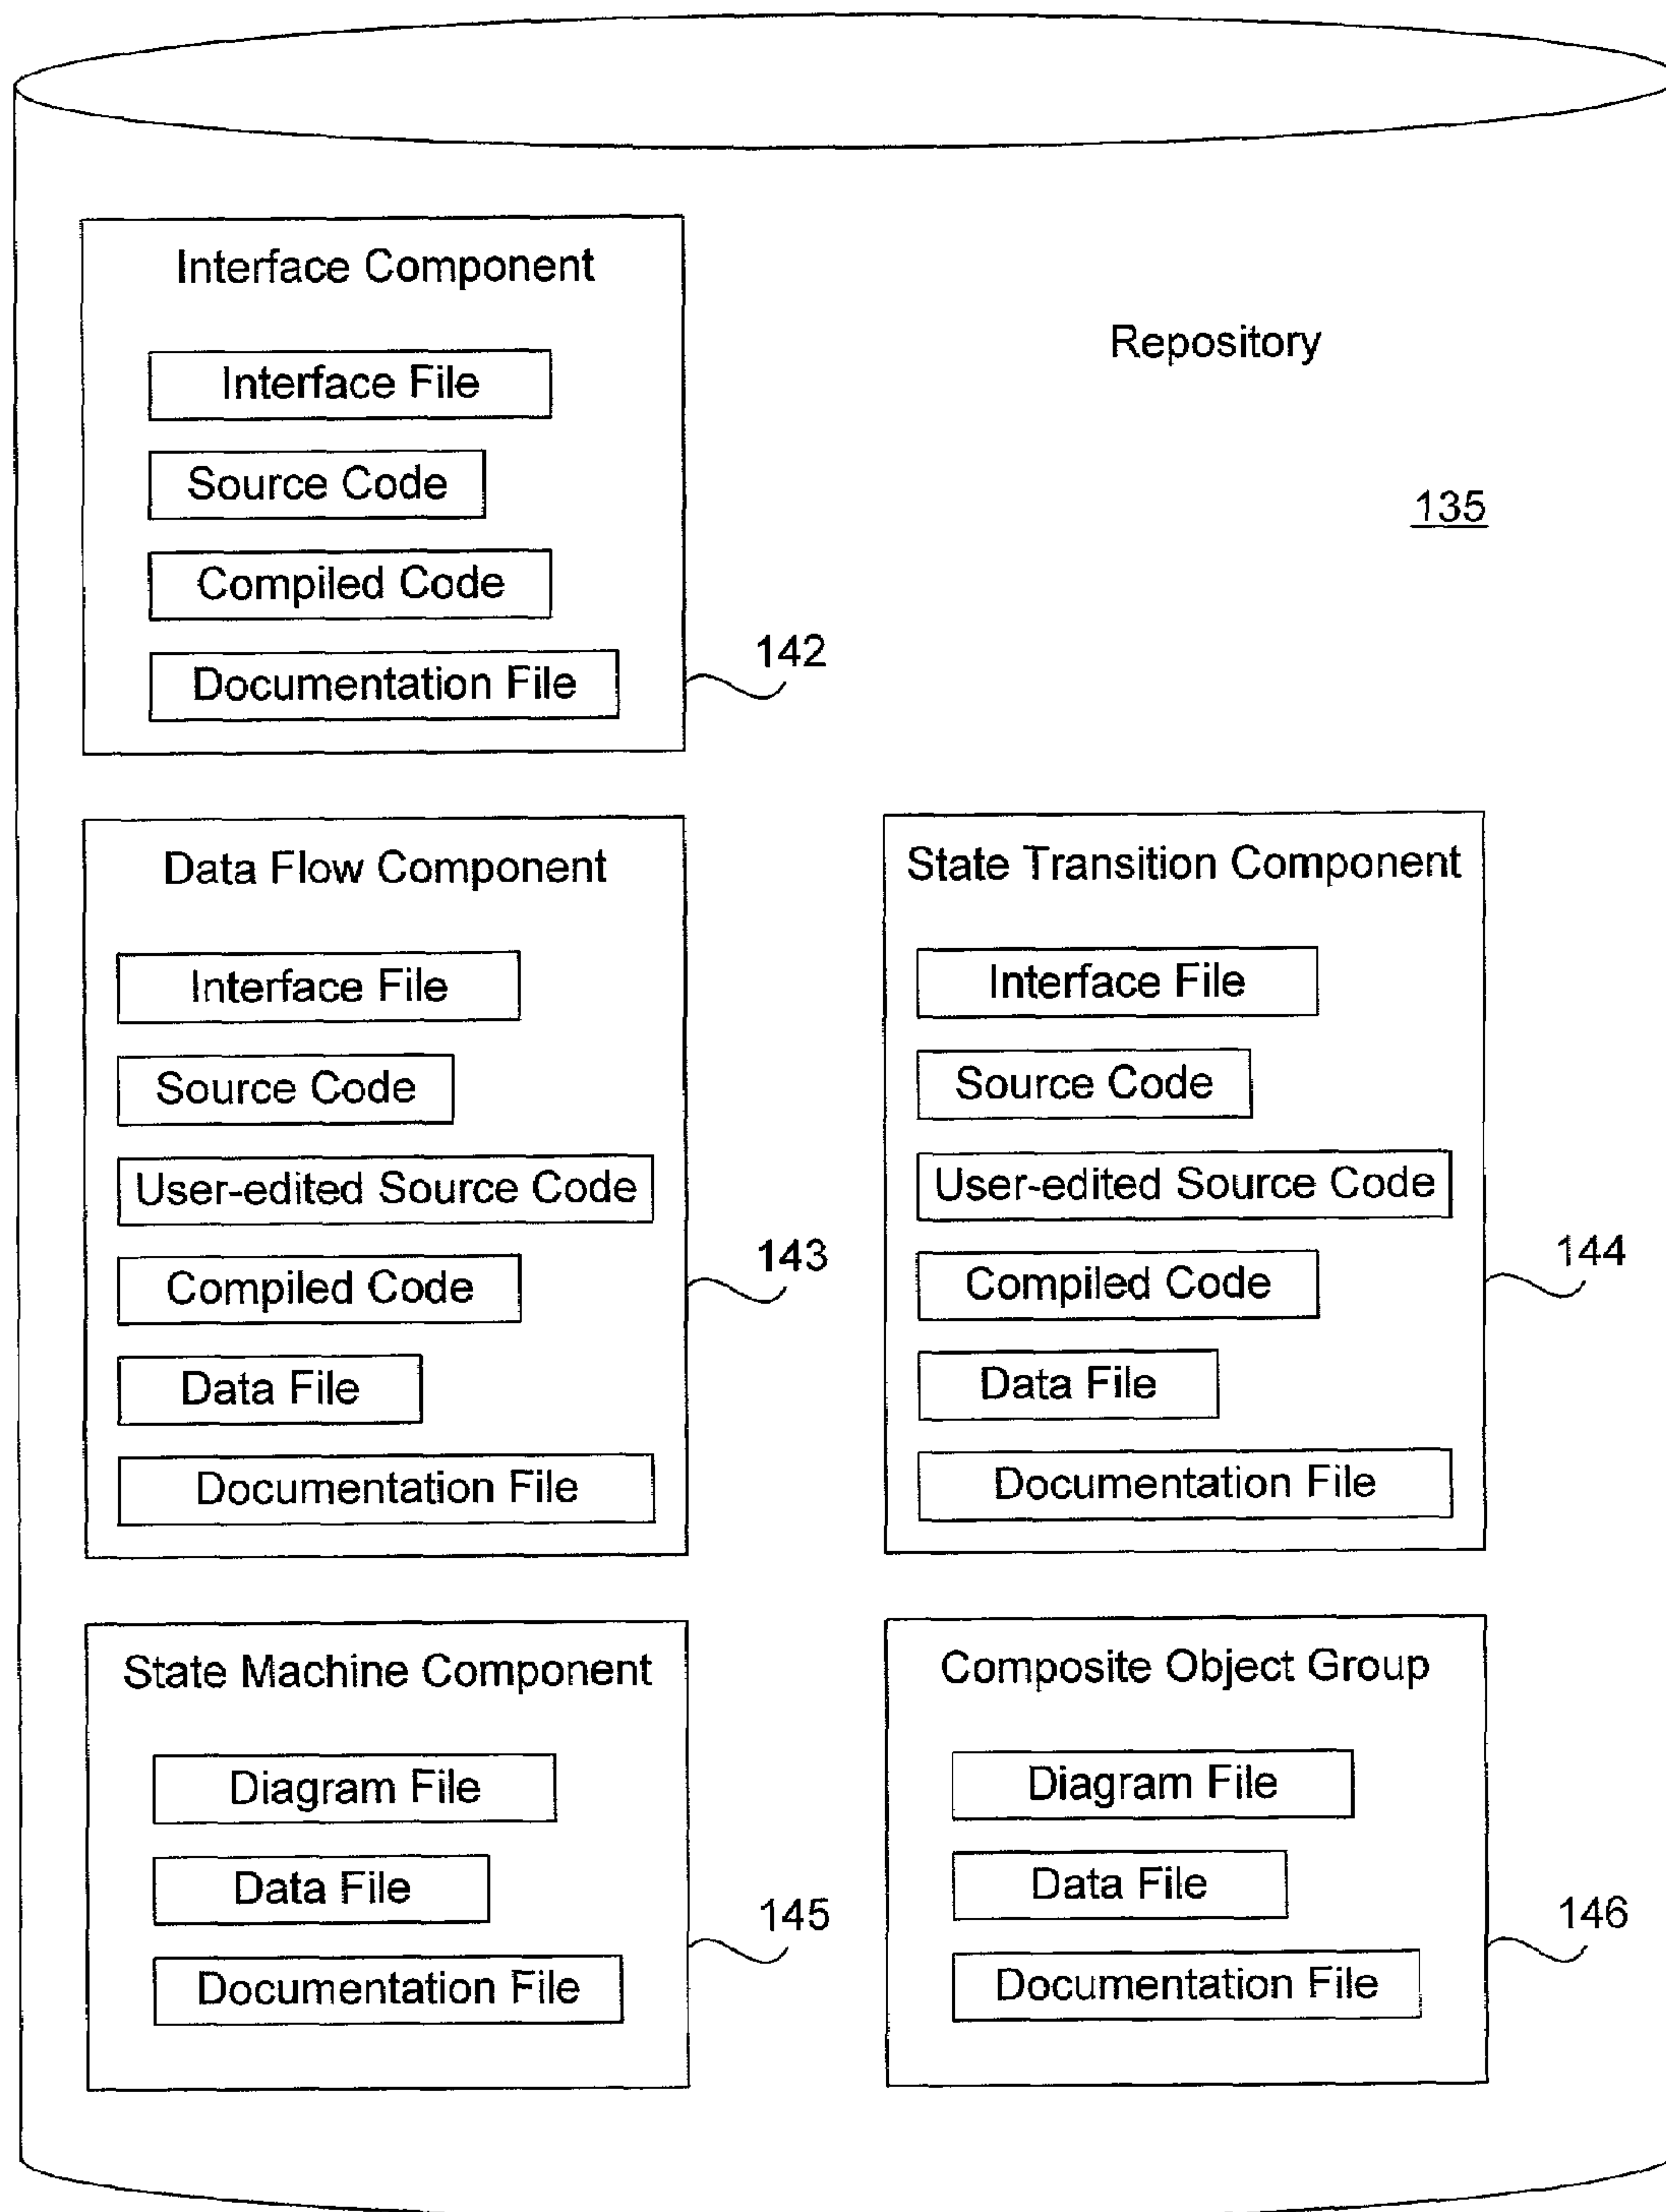 Interface Component
Interface File
Source Code
Compiled Code
Documentation File
142
Repository
135
Data Flow Component
Interface File
Source Code
User-edited Source Code
Compiled Code
Data File
Documentation File
143
State Transition Component
Interface File
Source Code
User-edited Source Code
Compiled Code
Data File
Documentation File
144
State Machine Component
Diagram File
Data File
Documentation File
145
Composite Object Group
Diagram File
Data File
Documentation File
146